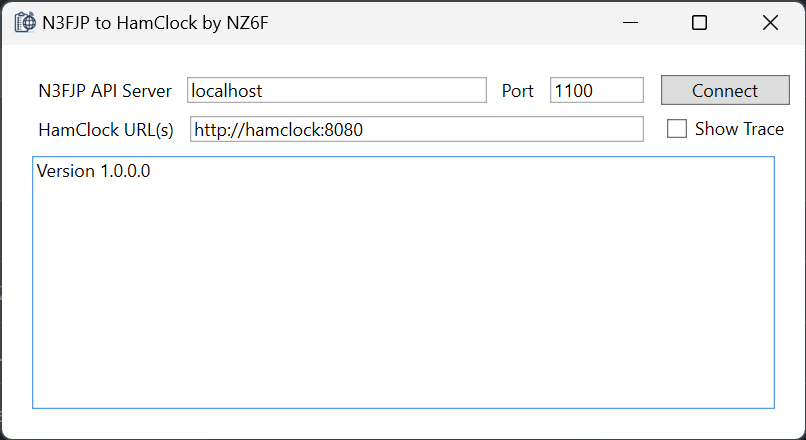 N3FJP to HamClock by NZ6F
N3FJP API Server localhost Port 1100 Connect
HamClock URL(s) http://hamclock:8080 Show Trace
Version 1.0.0.0